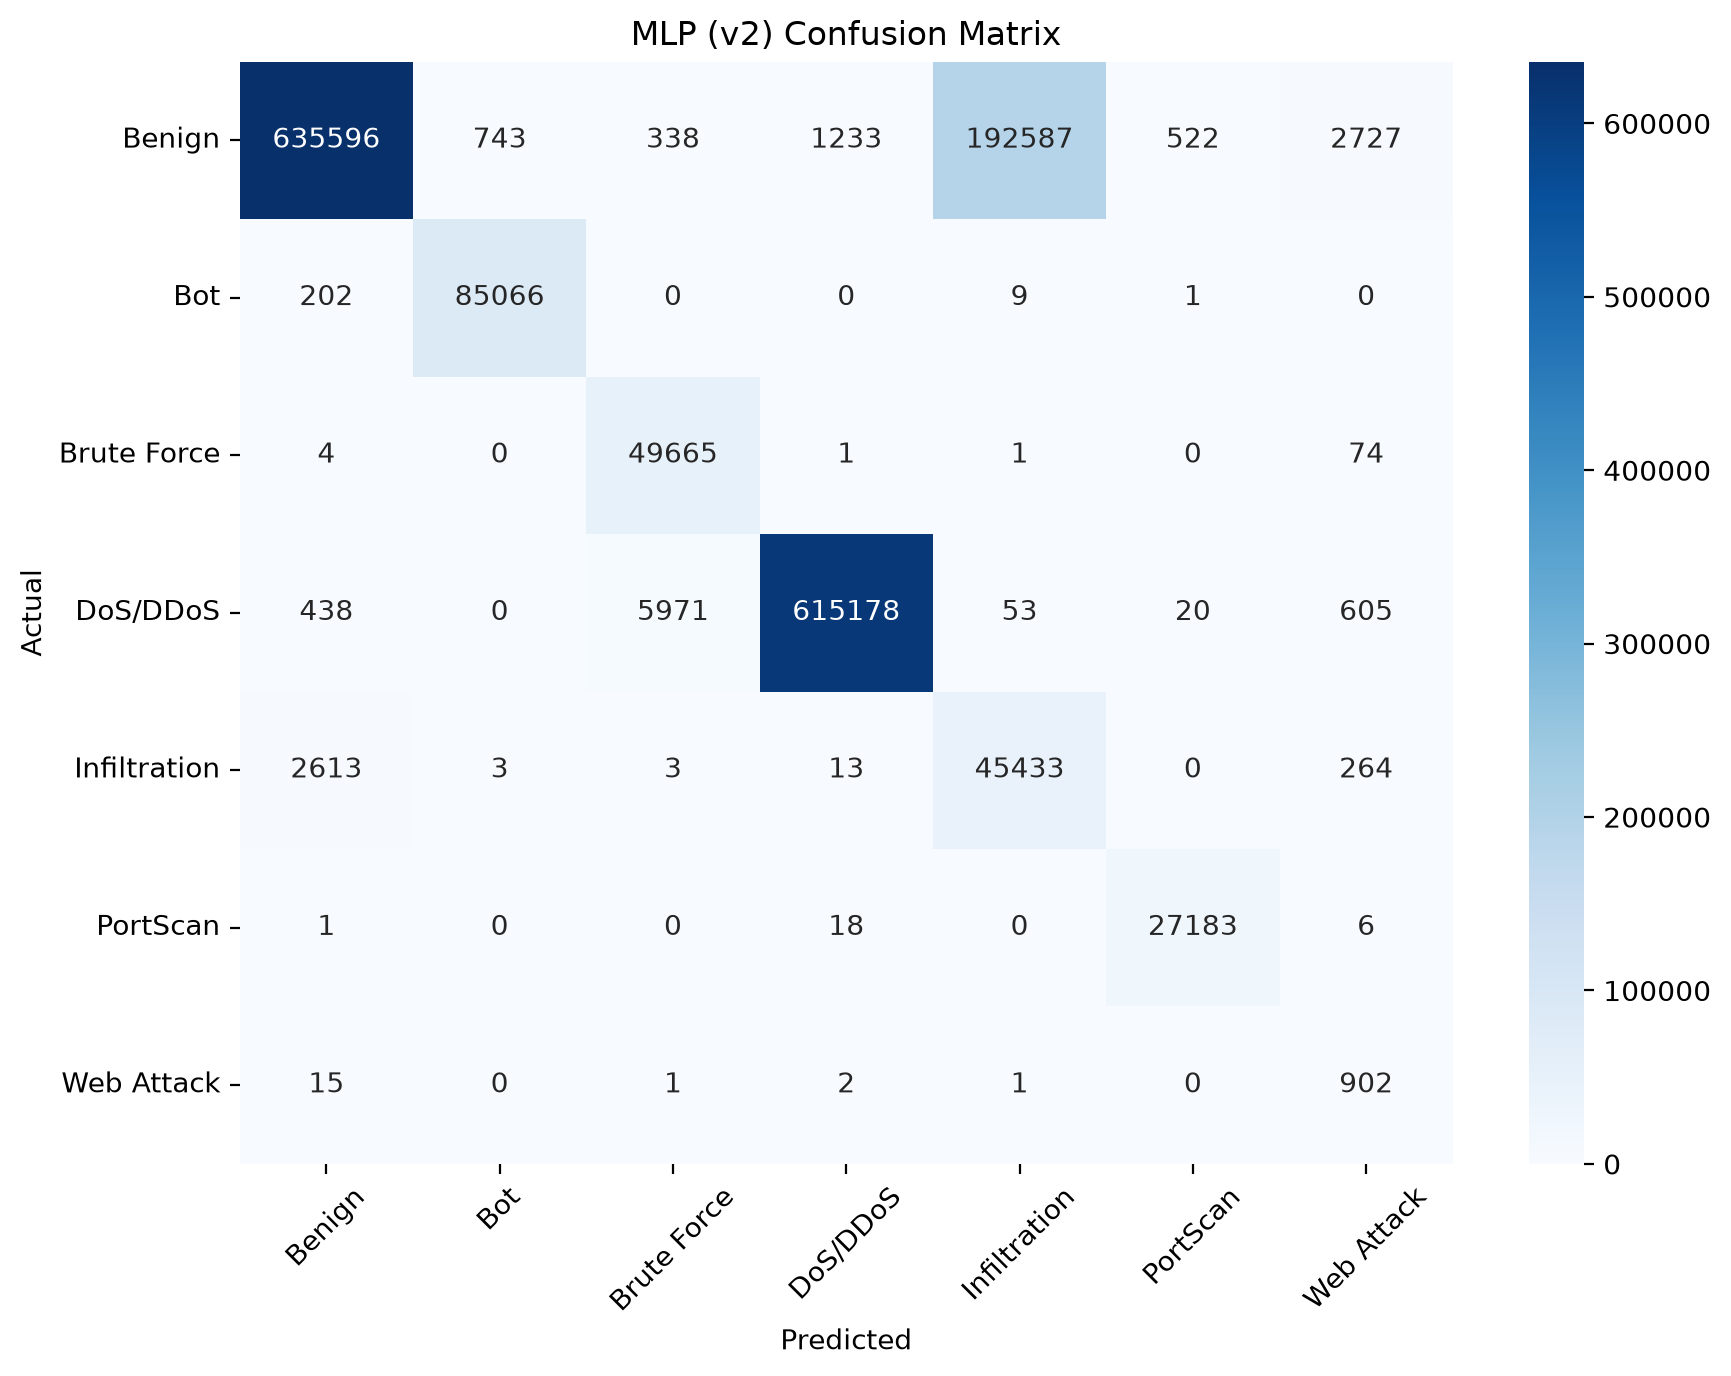 MLP (v2) Confusion Matrix
Benign 635596 743 338 1233 192587 522 2727
Bot 202 85066 0 0 9 1 0
Brute Force 4 0 49665 1 1 0 74
DoS/DDoS 438 0 5971 615178 53 20 605
Infiltration 2613 3 3 13 45433 0 264
PortScan 1 0 0 18 0 27183 6
Web Attack 15 0 1 2 1 0 902
Actual
Benign Bot Brute Force DoS/DDoS Infiltration PortScan Web Attack
Predicted
600000
500000
400000
300000
200000
100000
0